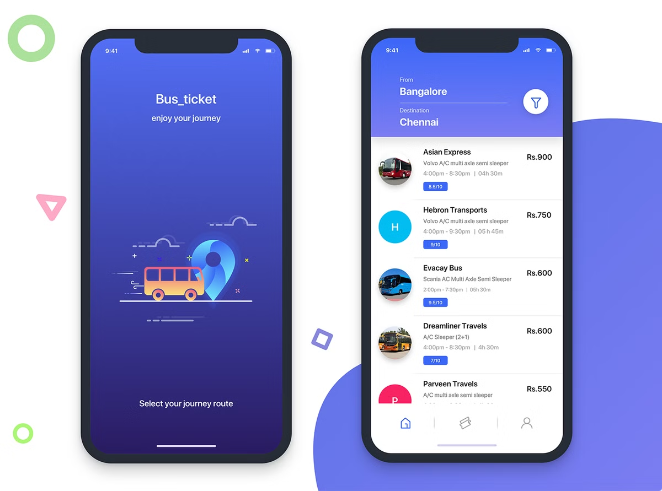 9:41
Bus_ticket
enjoy your journey
Select your journey route
9:41
From
Bangalore
Destination
Chennai
Asian Express
Rs.900
Volvo A/C multi axle semi sleeper
4:00pm - 8:30pm | 04h 30m
8.5/10
H
Hebron Transports
Rs.750
Volvo A/C multi axle semi sleeper
4:00pm - 9:30pm | 05h 45m
9/10
Evacay Bus
Rs.600
Scania AC Multi Axle Semi Sleeper
2:00pm - 7:30pm | 05h 30m
8.5/10
Dreamliner Travels
Rs.600
A/C Sleeper (2+1)
4:00pm - 8:30pm | 4h 30m
7/10
P
Parveen Travels
Rs.550
A/C multi axle semi sleeper